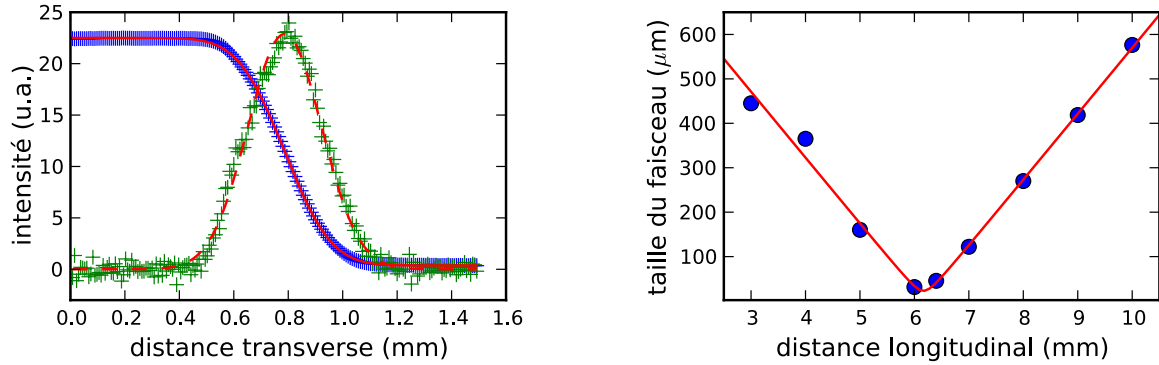 25
20
15
10
5
0
intensité (u.a.)
0.0 0.2 0.4 0.6 0.8 1.0 1.2 1.4 1.6
distance transverse (mm)
600
500
400
300
200
100
taille du faisceau (μm)
3 4 5 6 7 8 9 10
distance longitudinal (mm)